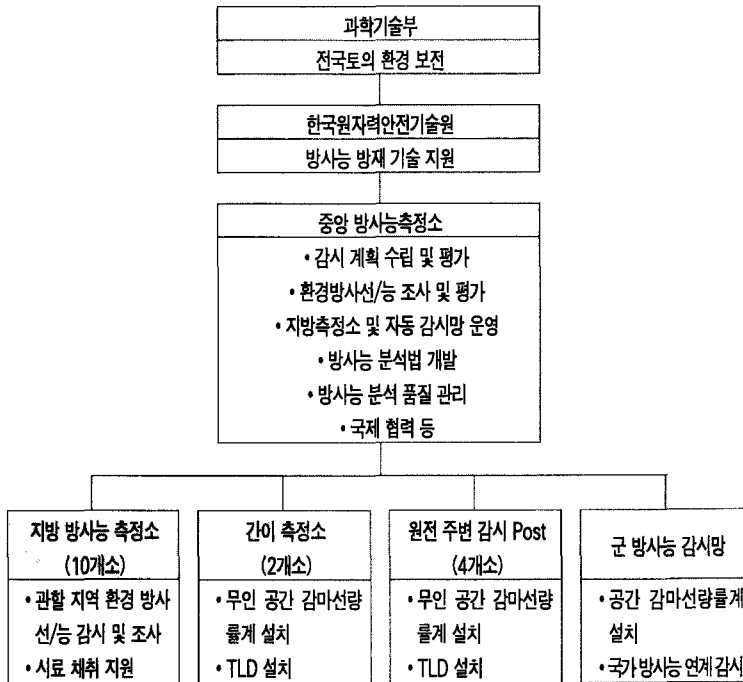 과학기술부
전국토의 환경 보전
한국원자력안전기술원
방사능 방재 기술 지원
중앙 방사능측정소
• 감시 계획 수립 및 평가
• 환경방사선/능 조사 및 평가
• 지방측정소 및 자동 감시망 운영
• 방사능 분석법 개발
• 방사능 분석 품질 관리
• 국제 협력 등
지방 방사능 측정소
(10개소)
• 관할 지역 환경 방사
선/능 감시 및 조사
• 시료 채취 지원
간이 측정소
(2개소)
• 무인 공간 감마선량
률계 설치
• TLD 설치
원전 주변 감시 Post
(4개소)
• 무인 공간 감마선량
률계 설치
• TLD 설치
군 방사능 감시망
• 공간 감마선량률계
설치
• 국가 방사능 연계 감시